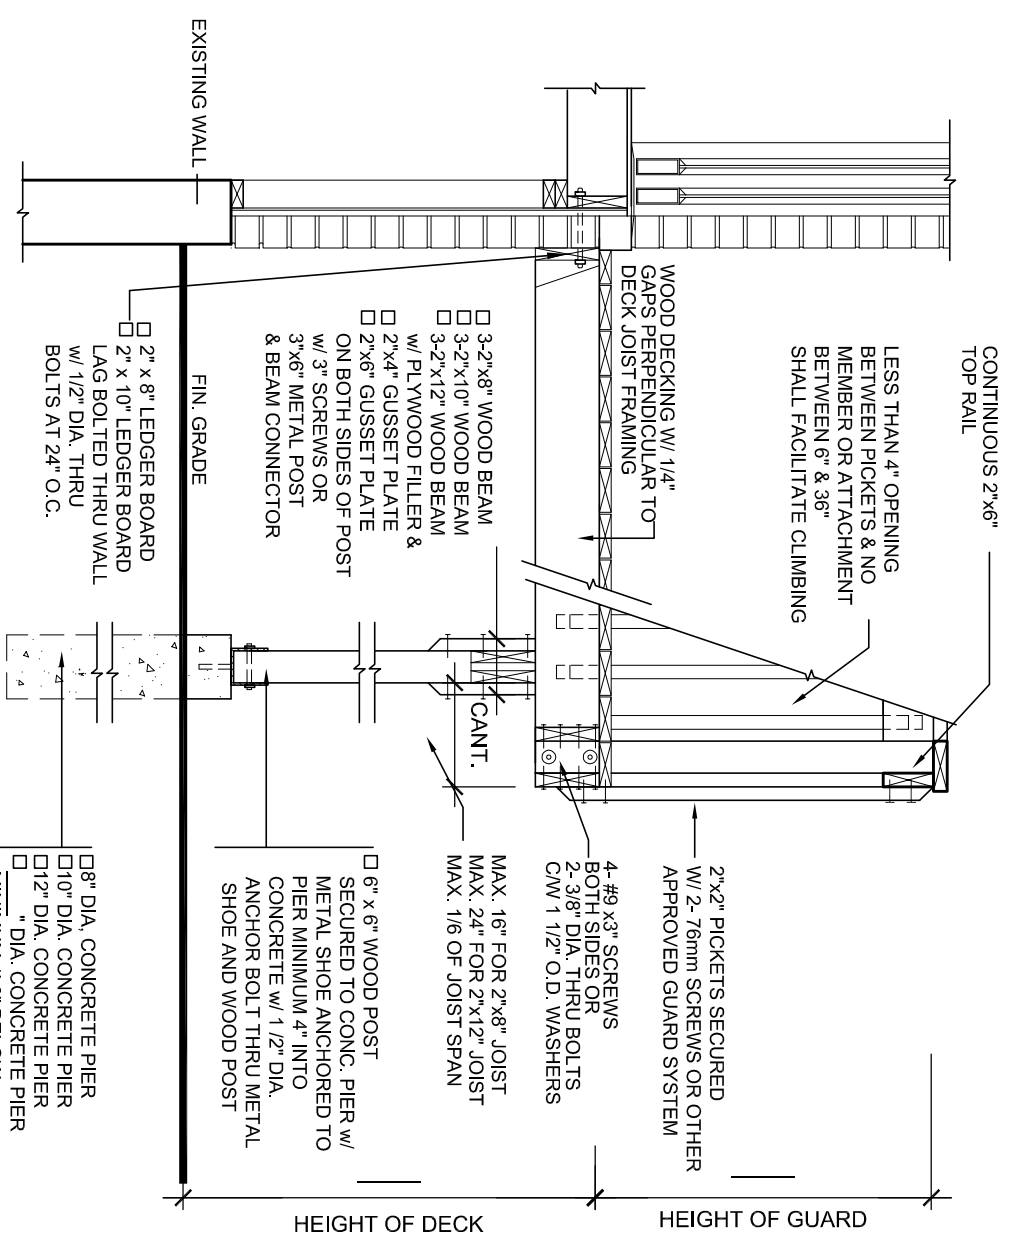 CONTINUOUS 2"x6"
TOP RAIL
LESS THAN 4" OPENING
BETWEEN PICKETS & NO
MEMBER OR ATTACHMENT
BETWEEN 6" & 36"
SHALL FACILITATE CLIMBING
WOOD DECKING W/ 1/4"
GAPS PERPENDICULAR TO
DECK JOIST FRAMING
☐ 3-2"x8" WOOD BEAM
☐ 3-2"x10" WOOD BEAM
☐ 3-2"x12" WOOD BEAM
w/ PLYWOOD FILLER &
☐ 2"x4" GUSSET PLATE
☐ 2"x6" GUSSET PLATE
ON BOTH SIDES OF POST
w/ 3" SCREWS OR
3"x6" METAL POST
& BEAM CONNECTOR
EXISTING WALL
FIN. GRADE
☐ 2" x 8" LEDGER BOARD
☐ 2" x 10" LEDGER BOARD
LAG BOLTED THRU WALL
w/ 1/2" DIA. THRU
BOLTS AT 24" O.C.
CANT.
2"x2" PICKETS SECURED
W/ 2- 76mm SCREWS OR OTHER
APPROVED GUARD SYSTEM
4- #9 x3" SCREWS
BOTH SIDES OR
2- 3/8" DIA. THRU BOLTS
C/W 1 1/2" O.D. WASHERS
MAX. 16" FOR 2"x8" JOIST
MAX. 24" FOR 2"x12" JOIST
MAX. 1/6 OF JOIST SPAN
☐ 6" x 6" WOOD POST
SECURED TO CONC. PIER w/
METAL SHOE ANCHORED TO
PIER MINIMUM 4" INTO
CONCRETE w/ 1/2" DIA.
ANCHOR BOLT THRU METAL
SHOE AND WOOD POST
☐ 8" DIA, CONCRETE PIER
☐ 10" DIA. CONCRETE PIER
☐ 12" DIA. CONCRETE PIER
☐ ____" DIA. CONCRETE PIER
HEIGHT OF GUARD
HEIGHT OF DECK